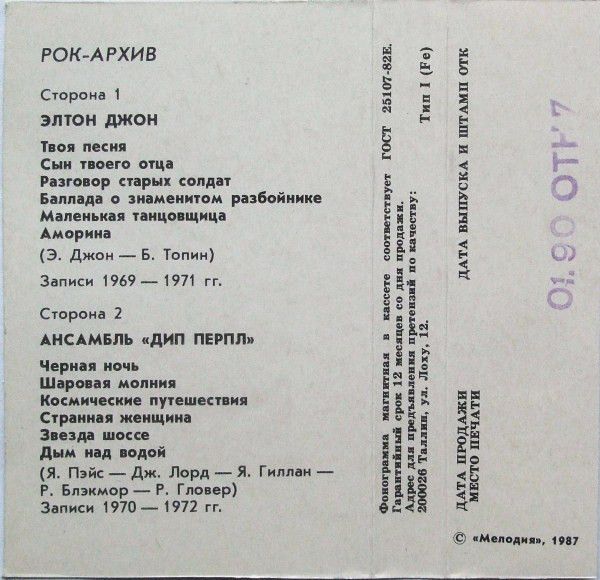 РОК-АРХИВ
Сторона 1
ЭЛТОН ДЖОН
Твоя песня
Сын твоего отца
Разговор старых солдат
Баллада о знаменитом разбойнике
Маленькая танцовщица
Аморина
(Э. Джон — Б. Топин)
Записи 1969 — 1971 гг.
Сторона 2
АНСАМБЛЬ «ДИП ПЕРПЛ»
Черная ночь
Шаровая молния
Космические путешествия
Странная женщина
Звезда шоссе
Дым над водой
(Я. Пэйс — Дж. Лорд — Я. Гиллан —
Р. Блэкмор — Р. Гловер)
Записи 1970 — 1972 гг.
Фонограмма магнитная в кассете соответствует ГОСТ 25107-82Е.
Гарантийный срок 12 месяцев со дня продажи.
Адрес для предъявления претензий по качеству:
200026 Таллин, ул. Лоху, 12.
Тип I (Fe)
ДАТА ПРОДАЖИ
МЕСТО ПЕЧАТИ
ДАТА ВЫПУСКА И ШТАМП ОТК
01.90 ОТК 7
© «Мелодия», 1987